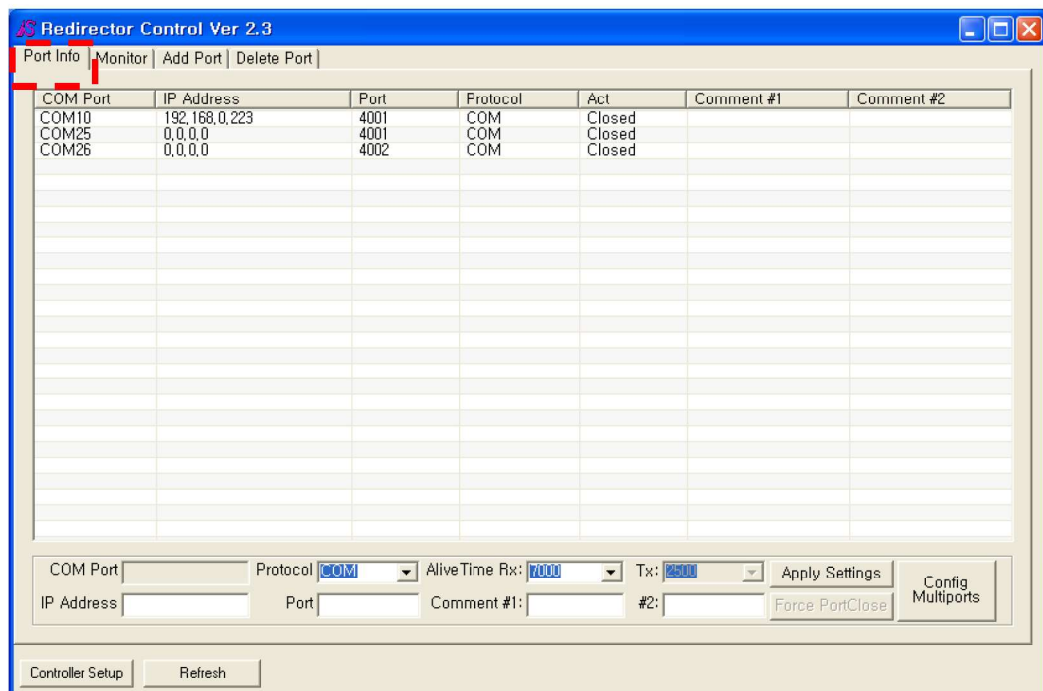 Redirector Control Ver 2.3
Port Info Monitor Add Port Delete Port
COM Port IP Address Port Frotocol Act Comment #1 Comment #2
COM10 192,168,0,223 4001 COM Closed
COM25 0,0,0,0 4001 COM Closed
COM26 0,0,0,0 4002 COM Closed
COM Port Protocol COM AliveTime Rx: 7000 Tx: 2500 Apply Settings Config
IP Address Port Comment #1: #2: Force PortClose Multiports
Controller Setup Refresh